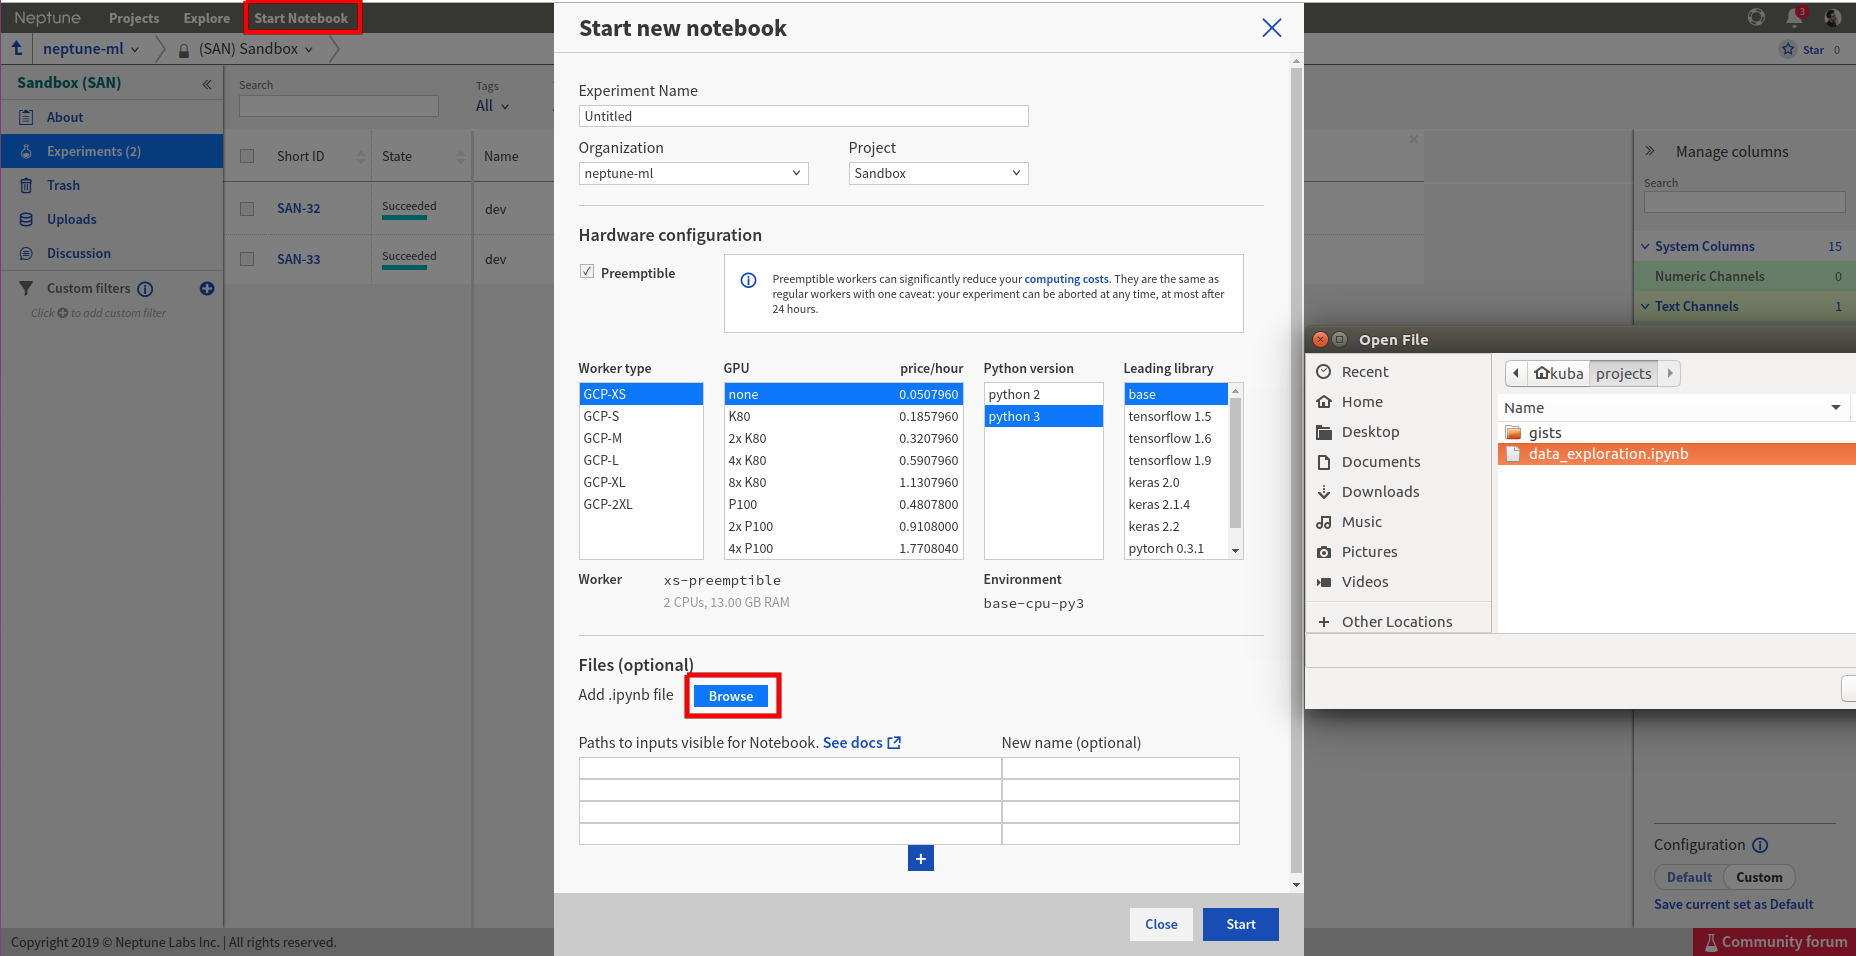 Neptune Projects Explore Start Notebook
3
neptune-ml (SAN) Sandbox
Star 0
Sandbox (SAN)
About
Experiments (2)
Trash
Uploads
Discussion
Custom filters
Click to add custom filter
Search
Tags
All
Short ID State Name
SAN-32 Succeeded dev
SAN-33 Succeeded dev
Start new notebook
Experiment Name
Untitled
Organization Project
neptune-ml Sandbox
Hardware configuration
Preemptible
Preemptible workers can significantly reduce your computing costs. They are the same as
regular workers with one caveat: your experiment can be aborted at any time, at most after
24 hours.
Worker type GPU price/hour Python version Leading library
GCP-XS none 0.0507960 python 2 base
GCP-S K80 0.1857960 python 3 tensorflow 1.5
GCP-M 2x K80 0.3207960 tensorflow 1.6
GCP-L 4x K80 0.5907960 tensorflow 1.9
GCP-XL 8x K80 1.1307960 keras 2.0
GCP-2XL P100 0.4807800 keras 2.1.4
2x P100 0.9108000 keras 2.2
4x P100 1.7708040 pytorch 0.3.1
Worker xs-preemptible Environment
2 CPUs, 13.00 GB RAM base-cpu-py3
Files (optional)
Add .ipynb file Browse
Paths to inputs visible for Notebook. See docs New name (optional)
+
Close Start
Manage columns
Search
System Columns 15
Numeric Channels 0
Text Channels 1
Open File
Recent
Home
Desktop
Documents
Downloads
Music
Pictures
Videos
+ Other Locations
kuba projects
Name
gists
data_exploration.ipynb
Configuration
Default Custom
Save current set as Default
Copyright 2019 © Neptune Labs Inc. | All rights reserved.
Community forum